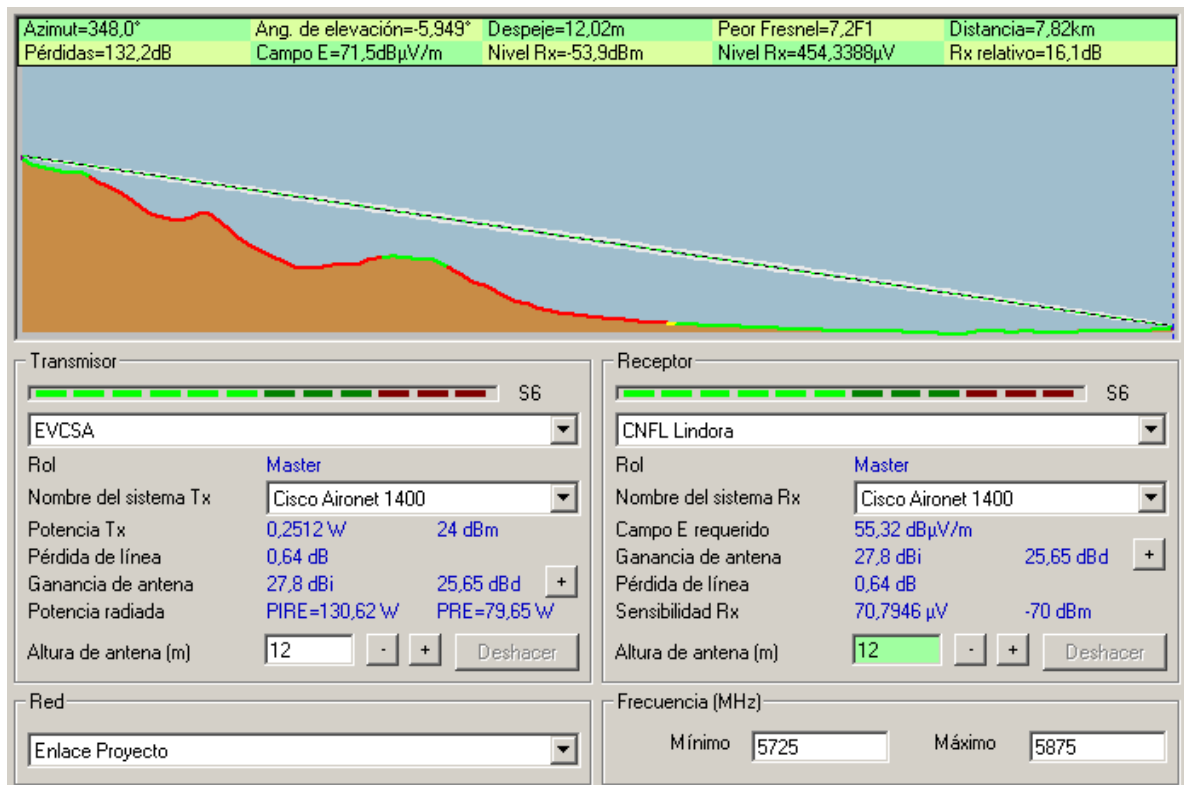 Azimut=348,0° Ang. de elevación=-5,949° Despeje=12,02m Peor Fresnel=7,2F1 Distancia=7,82km
Pérdidas=132,2dB Campo E=71,5dBµV/m Nivel Rx=-53,9dBm Nivel Rx=454,3388µV Rx relativo=16,1dB
Transmisor
S6
EVCSA
Rol Master
Nombre del sistema Tx Cisco Aironet 1400
Potencia Tx 0,2512 W 24 dBm
Pérdida de línea 0,64 dB
Ganancia de antena 27,8 dBi 25,65 dBd +
Potencia radiada PIRE=130,62 W PRE=79,65 W
Altura de antena (m) 12 - + Deshacer
Receptor
S6
CNFL Lindora
Rol Master
Nombre del sistema Rx Cisco Aironet 1400
Campo E requerido 55,32 dBµV/m
Ganancia de antena 27,8 dBi 25,65 dBd +
Pérdida de línea 0,64 dB
Sensibilidad Rx 70,7946 µV -70 dBm
Altura de antena (m) 12 - + Deshacer
Red
Enlace Proyecto
Frecuencia (MHz)
Mínimo 5725 Máximo 5875